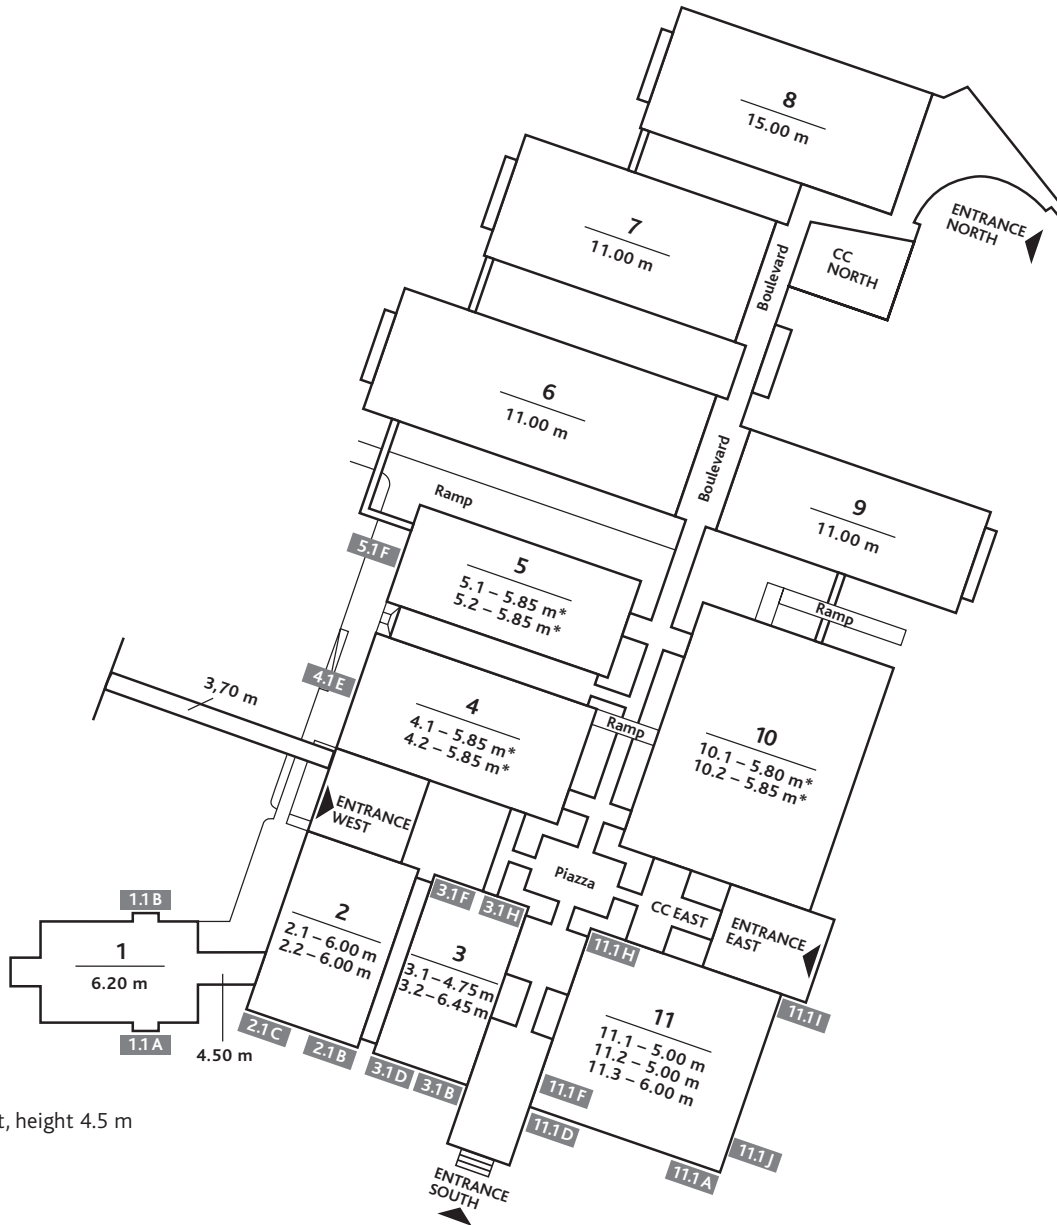 8
15.00 m
ENTRANCE
NORTH
7
11.00 m
CC
NORTH
Boulevard
6
11.00 m
Boulevard
9
11.00 m
Ramp
5.1 F
5
5.1 – 5.85 m*
5.2 – 5.85 m*
Ramp
4.1 E
3,70 m
4
4.1 – 5.85 m*
4.2 – 5.85 m*
Ramp
10
10.1 – 5.80 m*
10.2 – 5.85 m*
ENTRANCE
WEST
Piazza
3.1 F
3.1 H
CC EAST
ENTRANCE
EAST
1.1 B
1
6.20 m
2
2.1 – 6.00 m
2.2 – 6.00 m
3
3.1 – 4.75 m
3.2 – 6.45 m
11.1 H
11
11.1 – 5.00 m
11.2 – 5.00 m
11.3 – 6.00 m
11.1 I
1.1 A
4.50 m
2.1 C
2.1 B
3.1 D
3.1 B
11.1 F
11.1 D
11.1 J
11.1 A
t, height 4.5 m
ENTRANCE
SOUTH